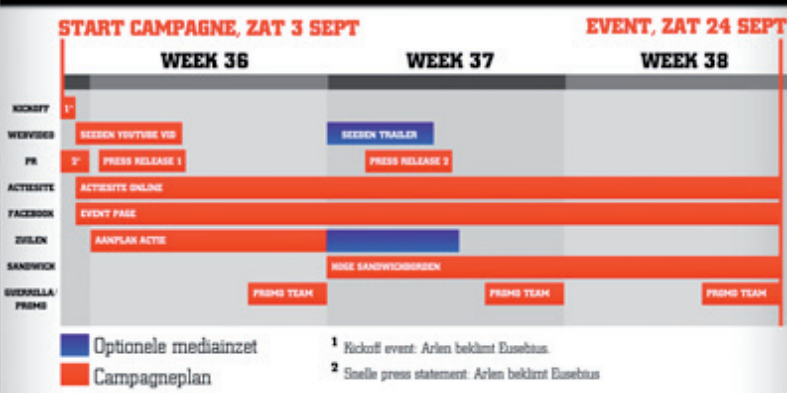 START CAMPAGNE, ZAT 3 SEPT
EVENT, ZAT 24 SEPT
WEEK 36
WEEK 37
WEEK 38
KICKOFF
1*
WEBVIDEO
SEEDEN YOUTUBE VID
SEEDEN TRAILER
PR
2*
PRESS RELEASE 1
PRESS RELEASE 2
ACTIESITE
ACTIESITE ONLINE
FACEBOOK
EVENT PAGE
ZUILEN
AANPLAK ACTIE
SANDWICH
HOGE SANDWICHBORDEN
GUERRILLA/
PROMO
PROMO TEAM
PROMO TEAM
PROMO TEAM
Optionele mediainzet
Campagneplan
1 Kickoff event: Arlen beklimt Eusebius.
2 Snelle press statement: Arlen beklimt Eusebius